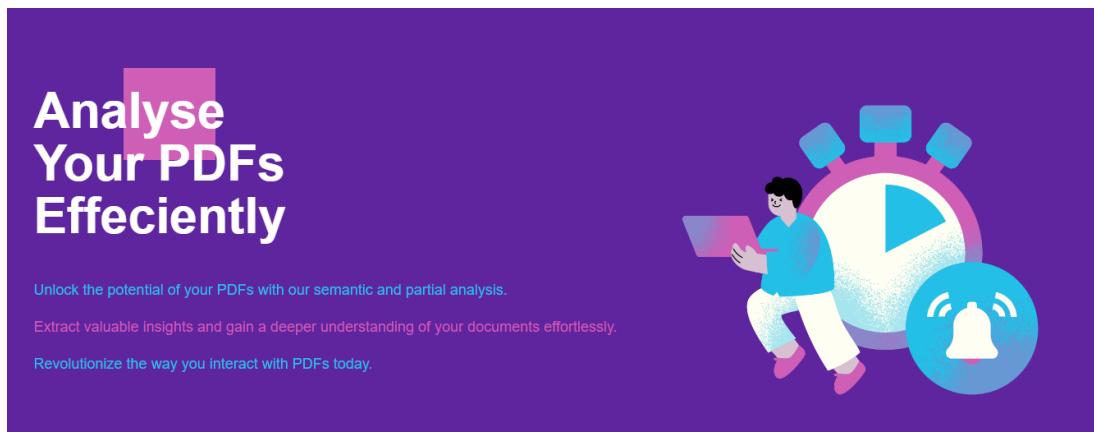 Analyse
Your PDFs
Effeciently
Unlock the potential of your PDFs with our semantic and partial analysis.
Extract valuable insights and gain a deeper understanding of your documents effortlessly.
Revolutionize the way you interact with PDFs today.